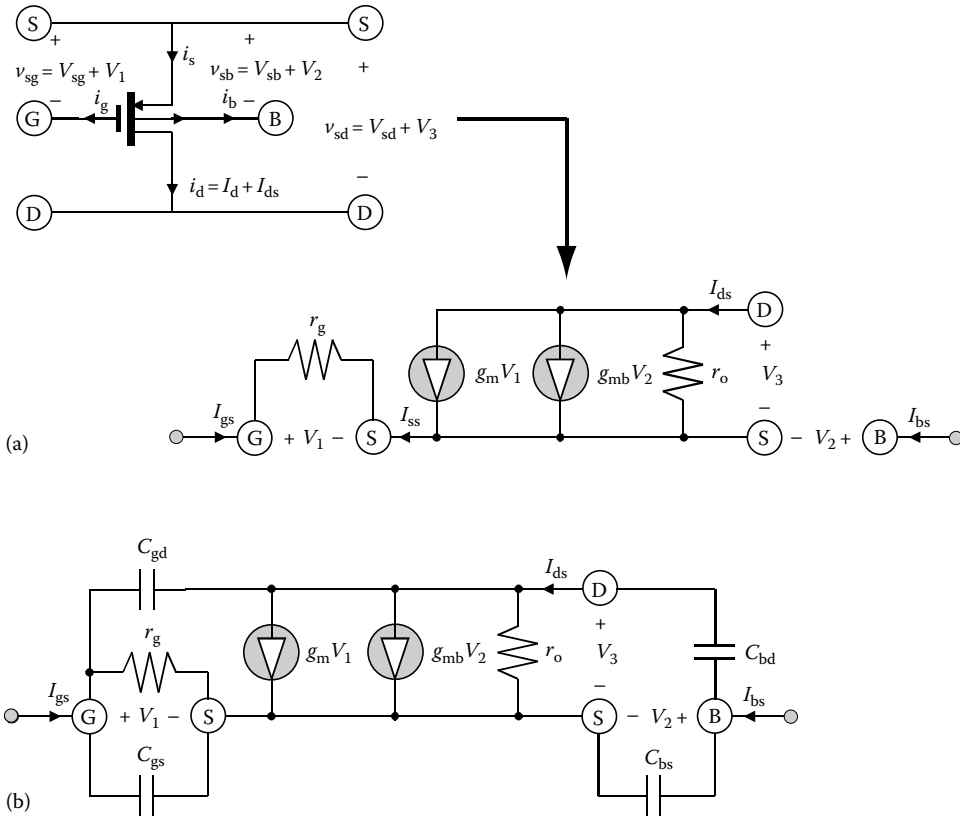 S S
+ + +
i_s
v_sg = V_sg + V_1 v_sb = V_sb + V_2
− i_g i_b −
G B
v_sd = V_sd + V_3
i_d = I_d + I_ds −
D D
I_ds D
r_g
+
g_m V_1 g_mb V_2 r_o V_3
−
I_gs I_ss I_bs
G + V_1 − S S − V_2 + B
(a)
C_gd
I_ds D
+
r_g g_m V_1 g_mb V_2 r_o V_3 C_bd
−
I_gs I_bs
G + V_1 − S S − V_2 + B
C_gs C_bs
(b)